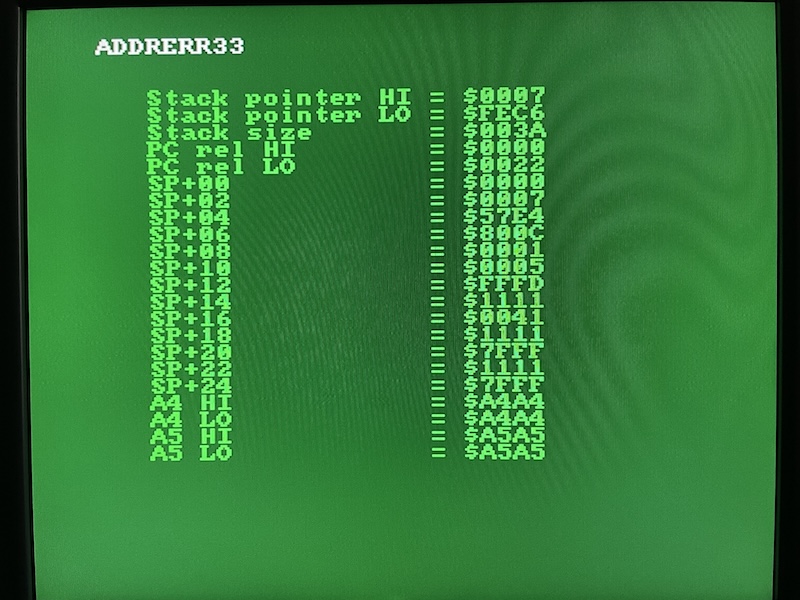 ADDRERR33
Stack pointer HI = $0007
Stack pointer LO = $FEC6
Stack size = $003A
PC rel HI = $0000
PC rel LO = $0022
SP+00 = $0000
SP+02 = $0007
SP+04 = $57E4
SP+06 = $800C
SP+08 = $0001
SP+10 = $0005
SP+12 = $FFFD
SP+14 = $1111
SP+16 = $0041
SP+18 = $1111
SP+20 = $7FFF
SP+22 = $1111
SP+24 = $7FFF
A4 HI = $A4A4
A4 LO = $A4A4
A5 HI = $A5A5
A5 LO = $A5A5